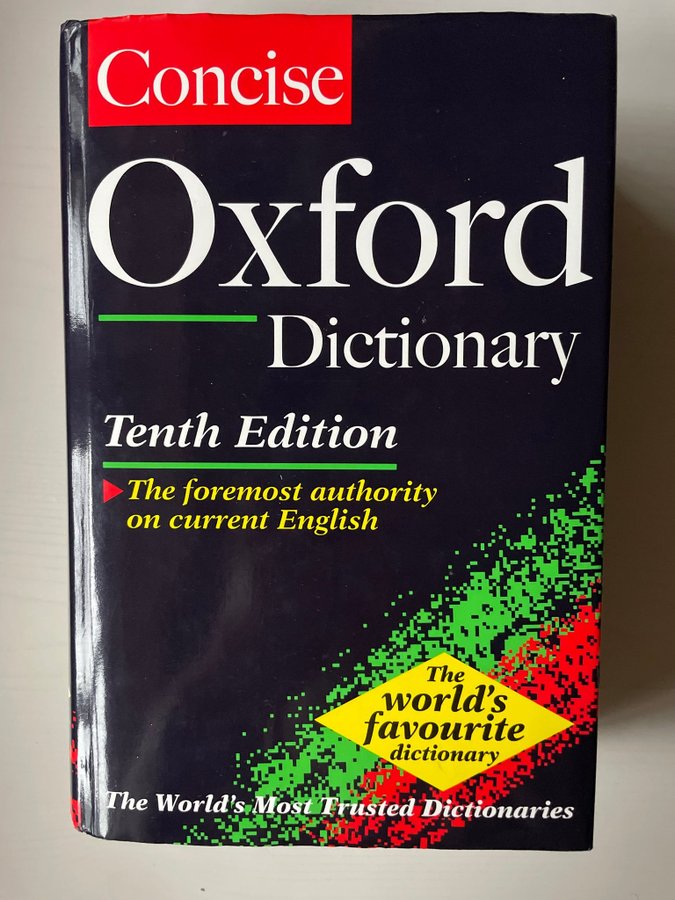 Concise
Oxford
Dictionary
Tenth Edition
The foremost authority
on current English
The
world's
favourite
dictionary
The World's Most Trusted Dictionaries